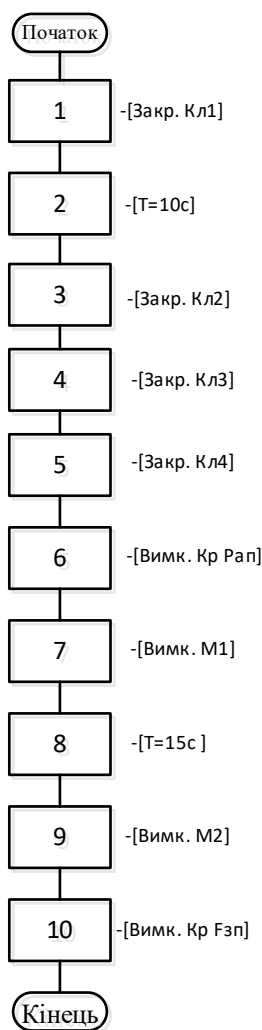 Початок
1 -[Закр. Кл1]
2 -[Т=10с]
3 -[Закр. Кл2]
4 -[Закр. Кл3]
5 -[Закр. Кл4]
6 -[Вимк. Кр Рап]
7 -[Вимк. М1]
8 -[Т=15с ]
9 -[Вимк. М2]
10 -[Вимк. Кр Fзп]
Кінець